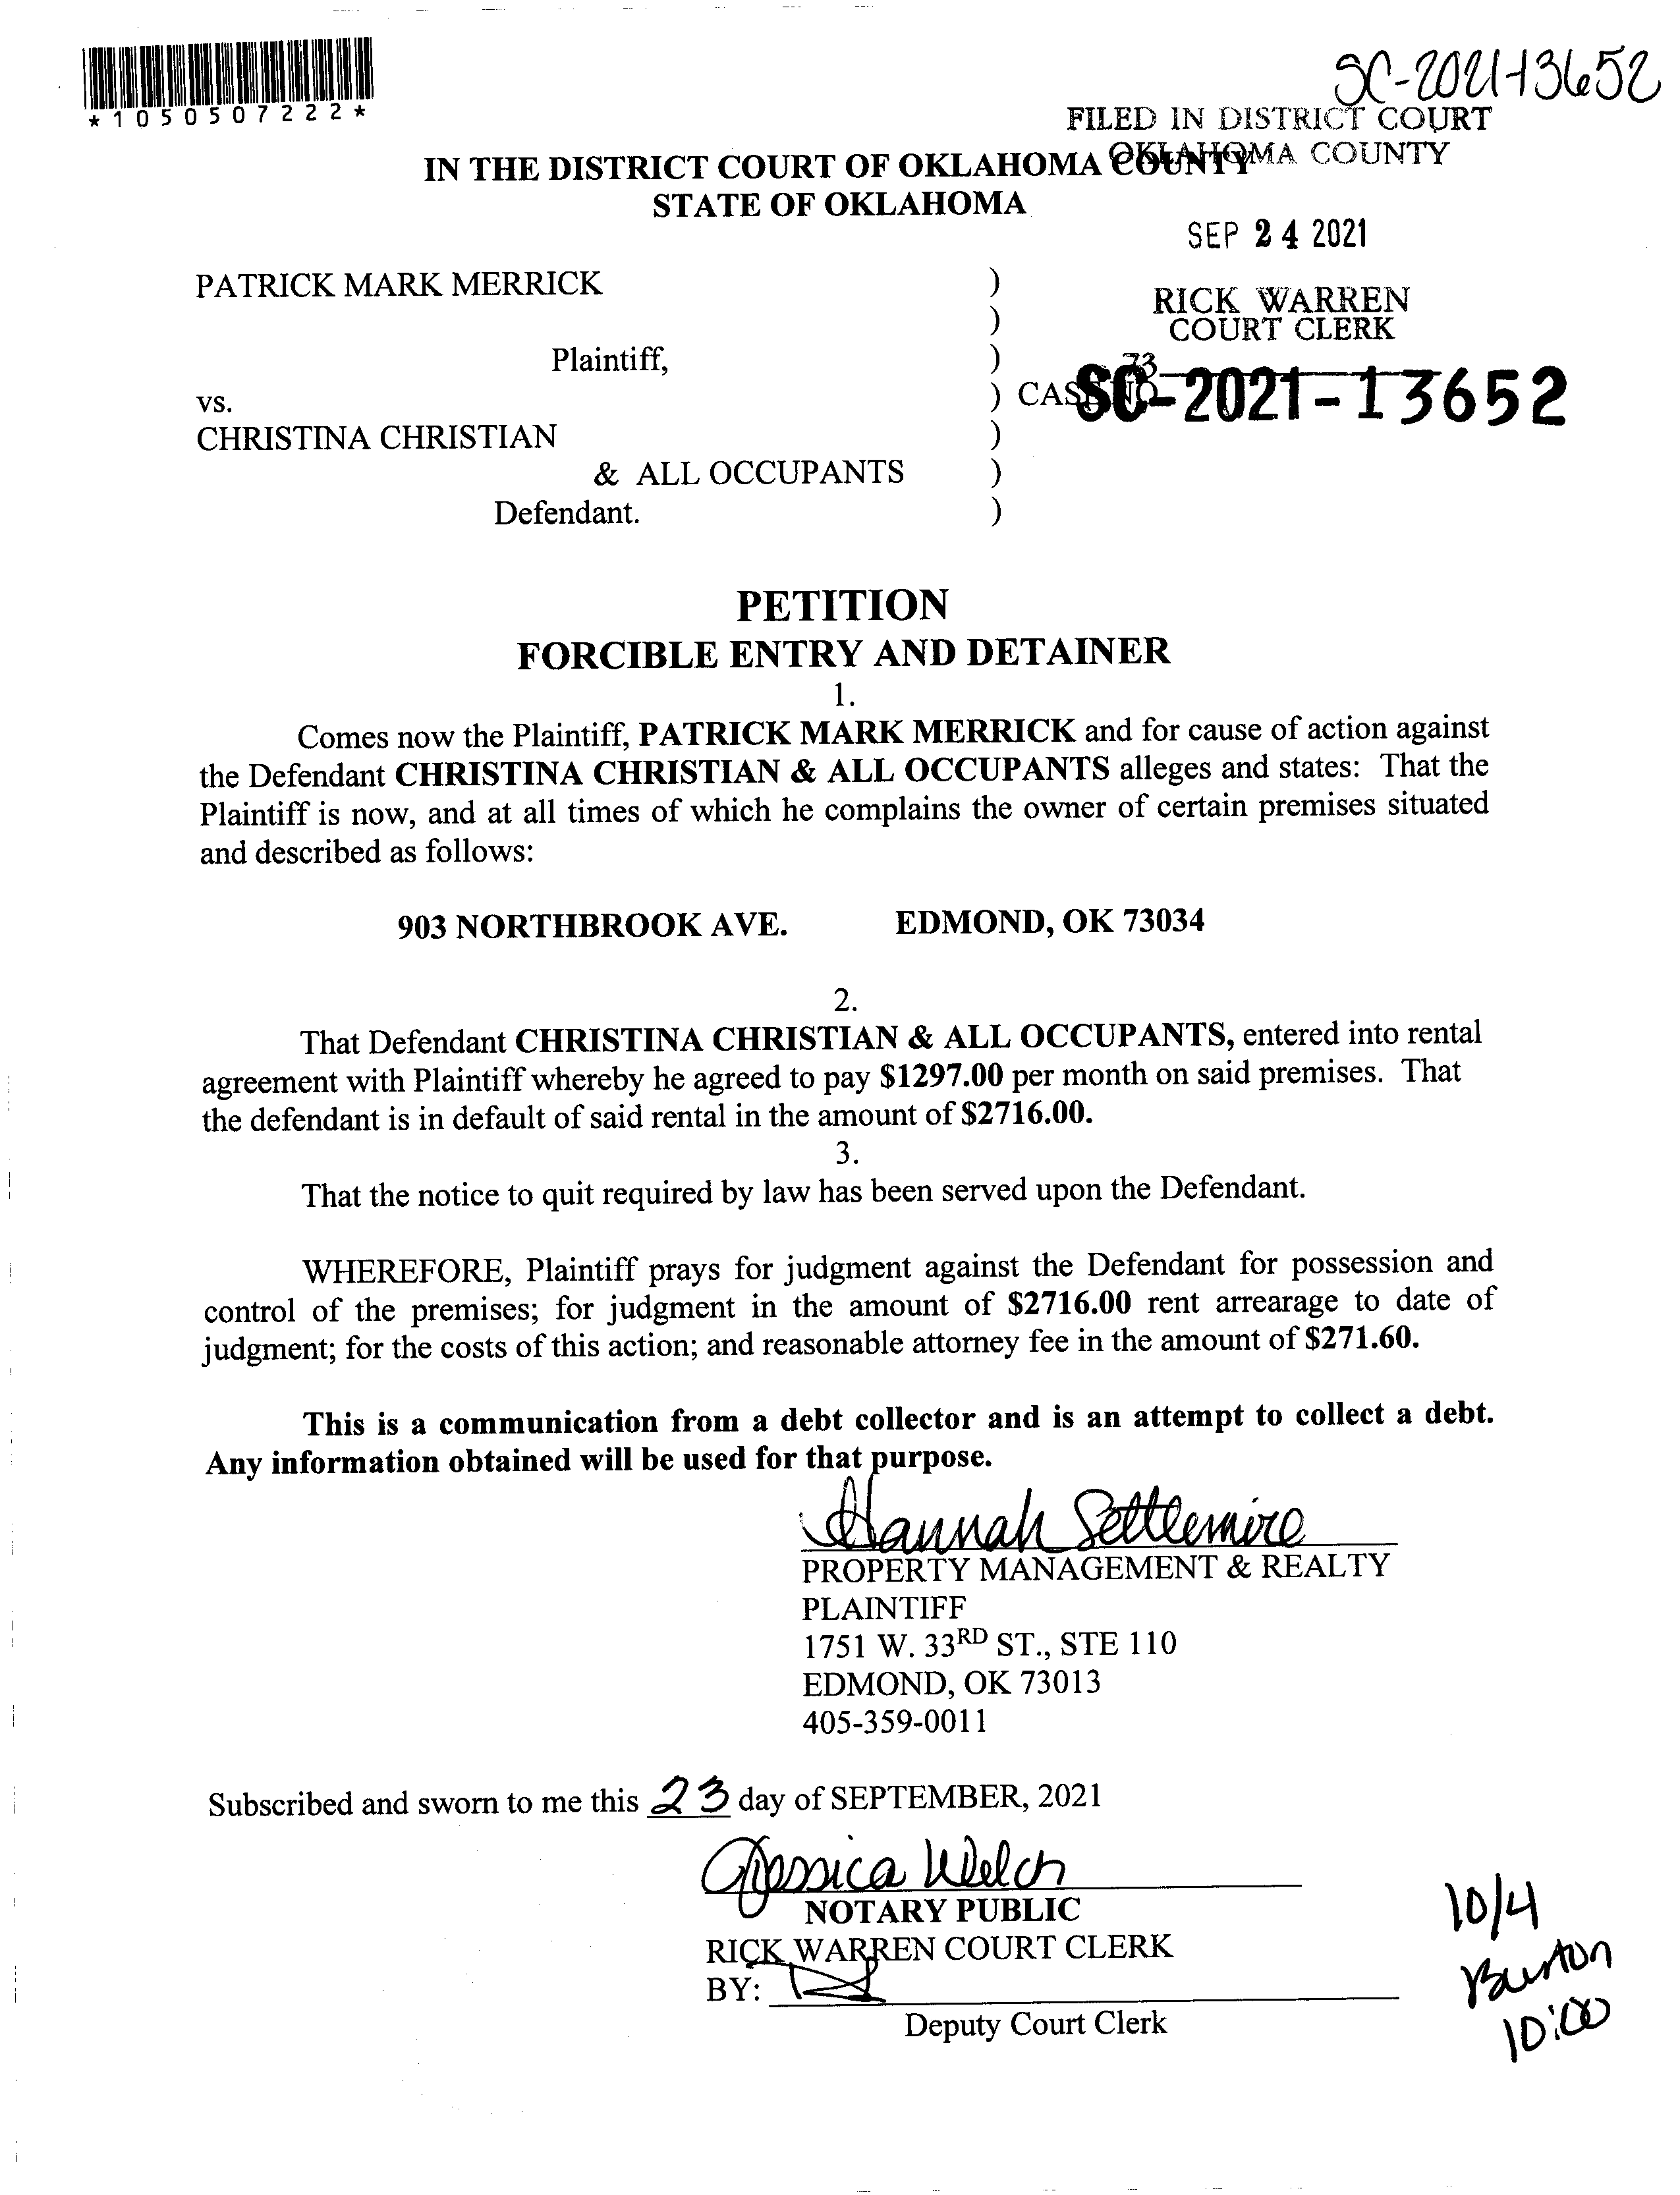 SC-2021-13652
*1050507222*
FILED IN DISTRICT COURT
OKLAHOMA COUNTY
IN THE DISTRICT COURT OF OKLAHOMA COUNTY
STATE OF OKLAHOMA
SEP 24 2021
PATRICK MARK MERRICK )
)
RICK WARREN
COURT CLERK
Plaintiff, )
73
vs. ) CASE NO.
SC-2021-13652
CHRISTINA CHRISTIAN )
& ALL OCCUPANTS )
Defendant. )
PETITION
FORCIBLE ENTRY AND DETAINER
1.
Comes now the Plaintiff, PATRICK MARK MERRICK and for cause of action against
the Defendant CHRISTINA CHRISTIAN & ALL OCCUPANTS alleges and states: That the
Plaintiff is now, and at all times of which he complains the owner of certain premises situated
and described as follows:
903 NORTHBROOK AVE. EDMOND, OK 73034
2.
That Defendant CHRISTINA CHRISTIAN & ALL OCCUPANTS, entered into rental
agreement with Plaintiff whereby he agreed to pay $1297.00 per month on said premises. That
the defendant is in default of said rental in the amount of $2716.00.
3.
That the notice to quit required by law has been served upon the Defendant.
WHEREFORE, Plaintiff prays for judgment against the Defendant for possession and
control of the premises; for judgment in the amount of $2716.00 rent arrearage to date of
judgment; for the costs of this action; and reasonable attorney fee in the amount of $271.60.
This is a communication from a debt collector and is an attempt to collect a debt.
Any information obtained will be used for that purpose.
Hannah Settlemire
PROPERTY MANAGEMENT & REALTY
PLAINTIFF
1751 W. 33RD ST., STE 110
EDMOND, OK 73013
405-359-0011
Subscribed and sworn to me this 23 day of SEPTEMBER, 2021
Jessica Welch
NOTARY PUBLIC
RICK WARREN COURT CLERK
BY:
Deputy Court Clerk
10/4
Burton
10:00